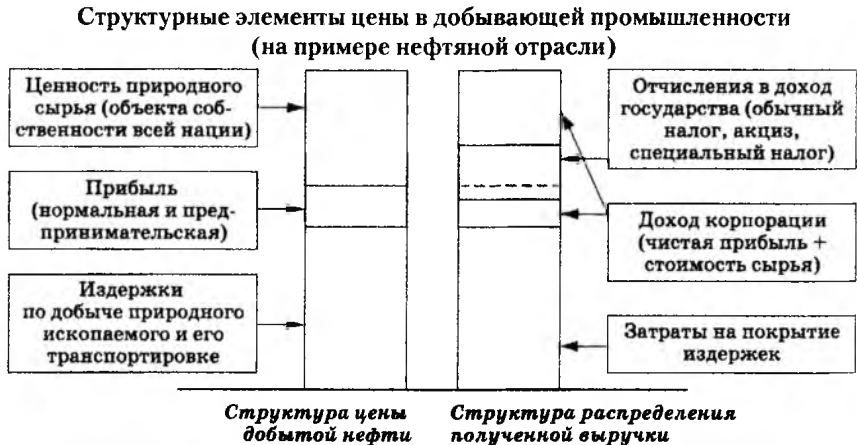 Структурные элементы цены в добывающей промышленности
(на примере нефтяной отрасли)
Ценность природного
сырья (объекта соб-
ственности всей нации)
Прибыль
(нормальная и пред-
принимательская)
Издержки
по добыче природного
ископаемого и его
транспортировке
Отчисления в доход
государства (обычный
налог, акциз,
специальный налог)
Доход корпорации
(чистая прибыль +
стоимость сырья)
Затраты на покрытие
издержек
Структура цены
добытой нефти
Структура распределения
полученной выручки